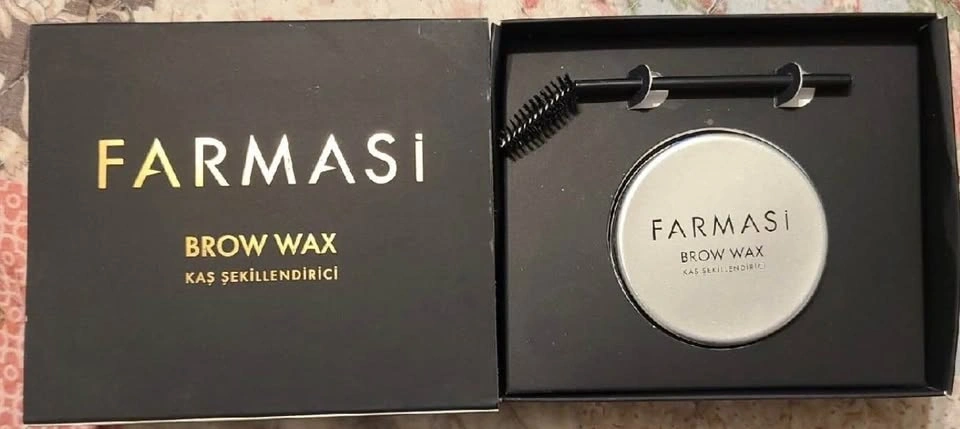 FARMASi
BROW WAX
KAŞ ŞEKİLLENDİRİCİ
FARMASi
BROW WAX
KAŞ ŞEKİLLENDİRİCİ